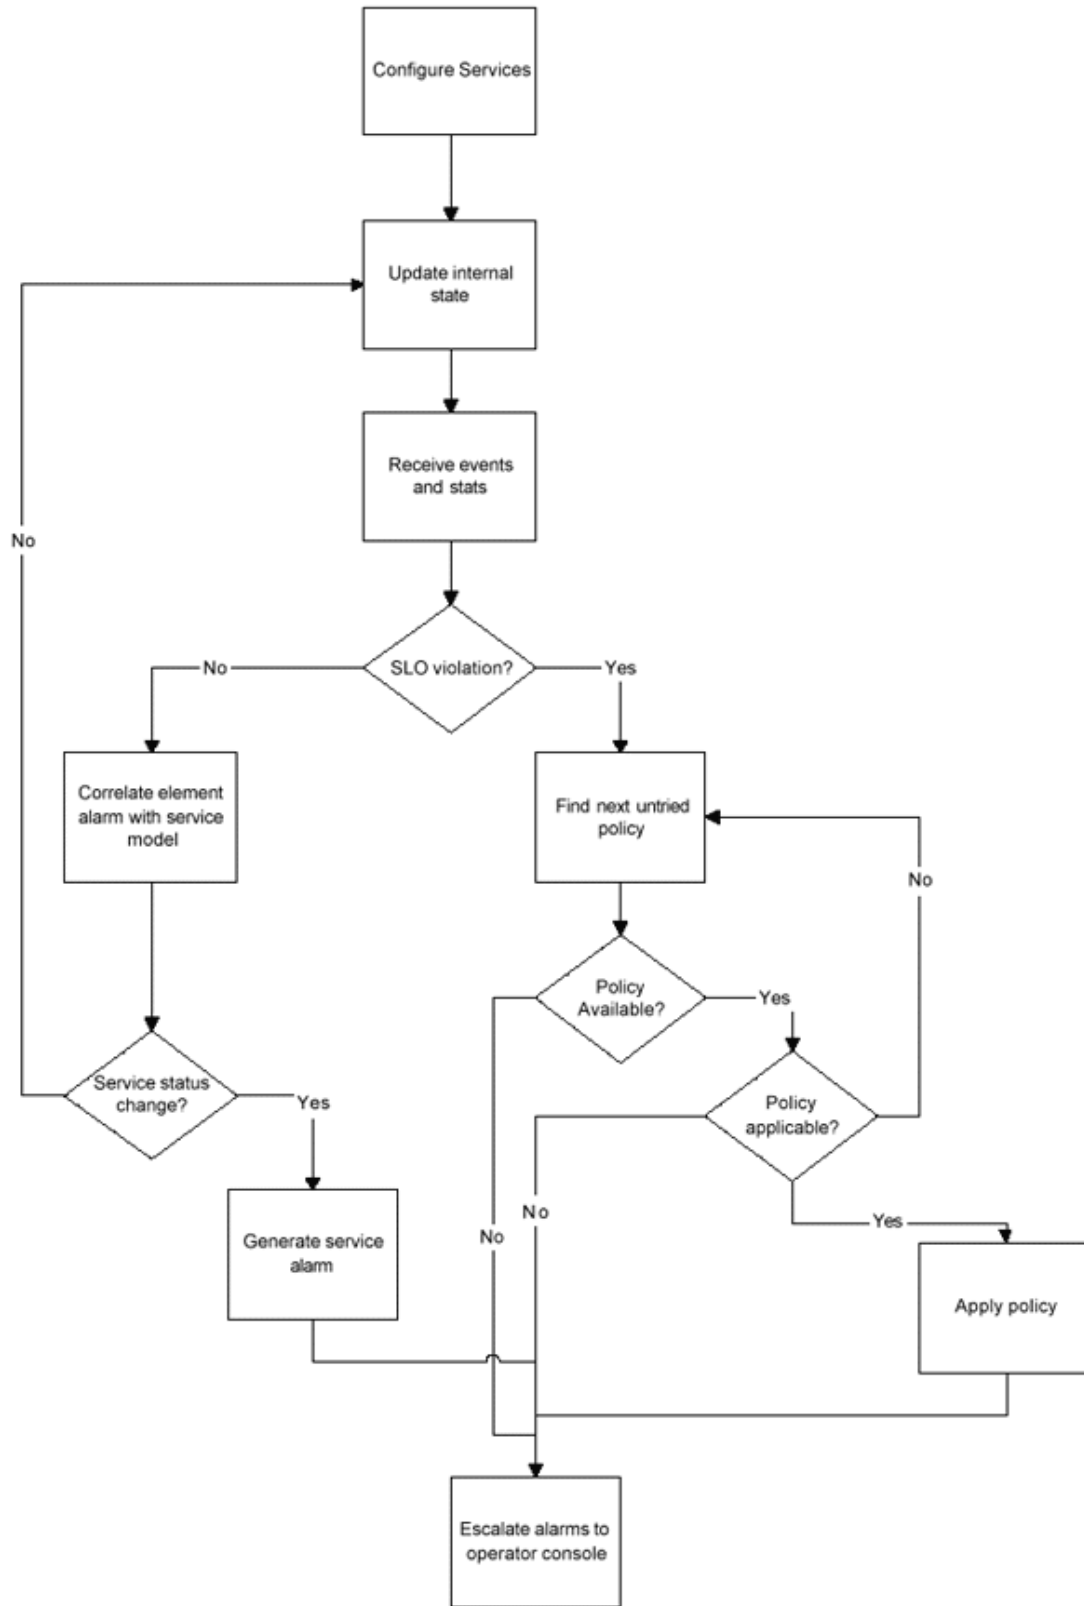 Configure Services
Update internal
state
Receive events
and stats
No
SLO violation?
No
Yes
Correlate element
alarm with service
model
Find next untried
policy
No
Policy
Available?
Yes
Service status
change?
Yes
Policy
applicable?
No
No
Yes
Generate service
alarm
Apply policy
Escalate alarms to
operator console